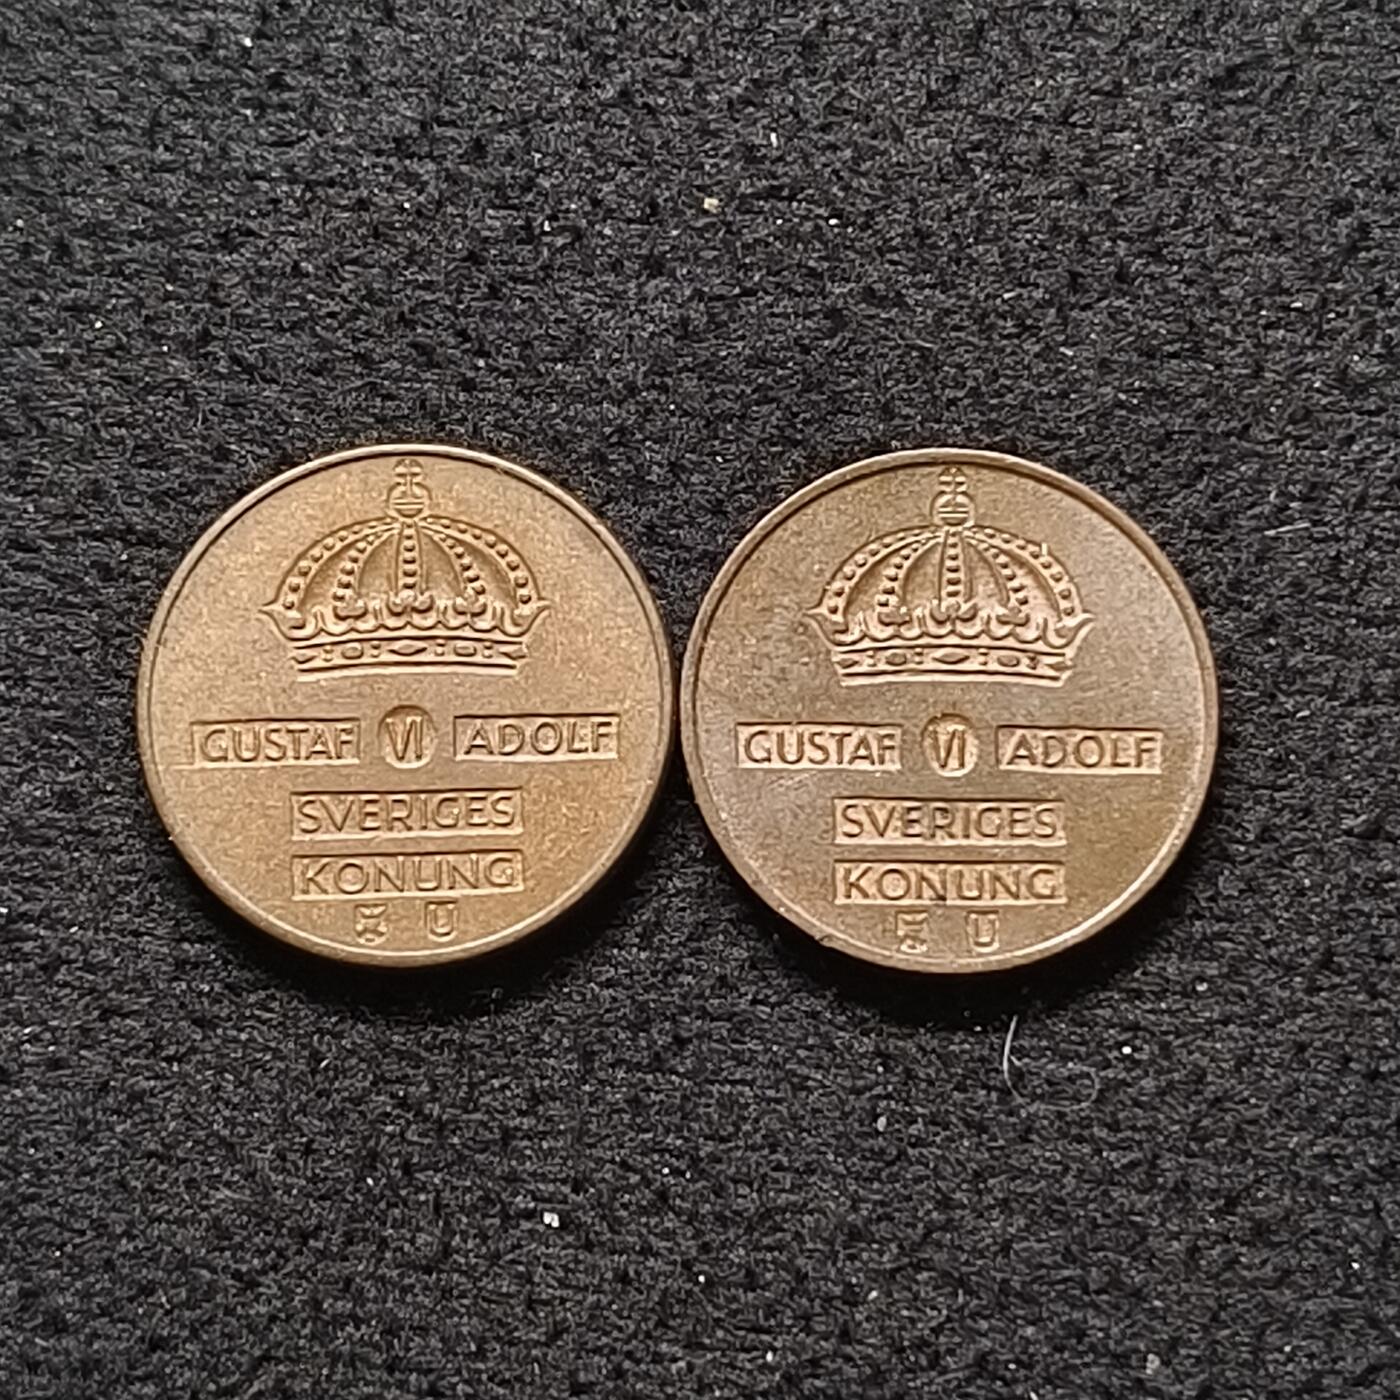 GUSTAF VI ADOLF
SVERIGES
KONUNG
U
GUSTAF VI ADOLF
SVERIGES
KONUNG
U